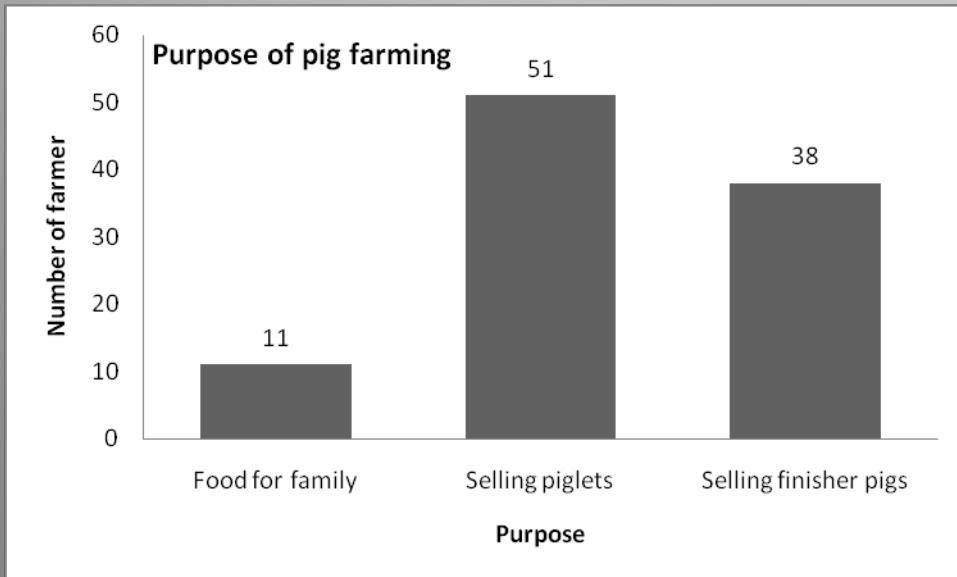 Purpose of pig farming
Number of farmer
60
50
40
30
20
10
0
11
51
38
Food for family
Selling piglets
Selling finisher pigs
Purpose